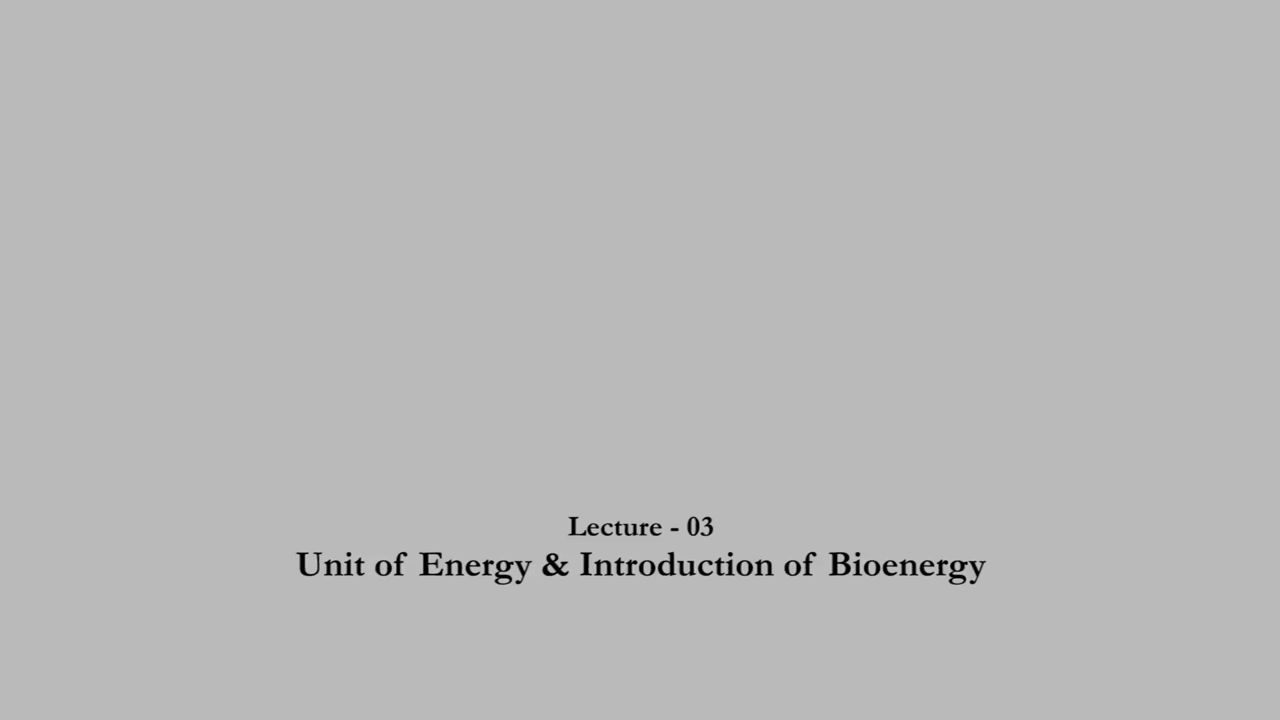 Lecture - 03
Unit of Energy & Introduction of Bioenergy